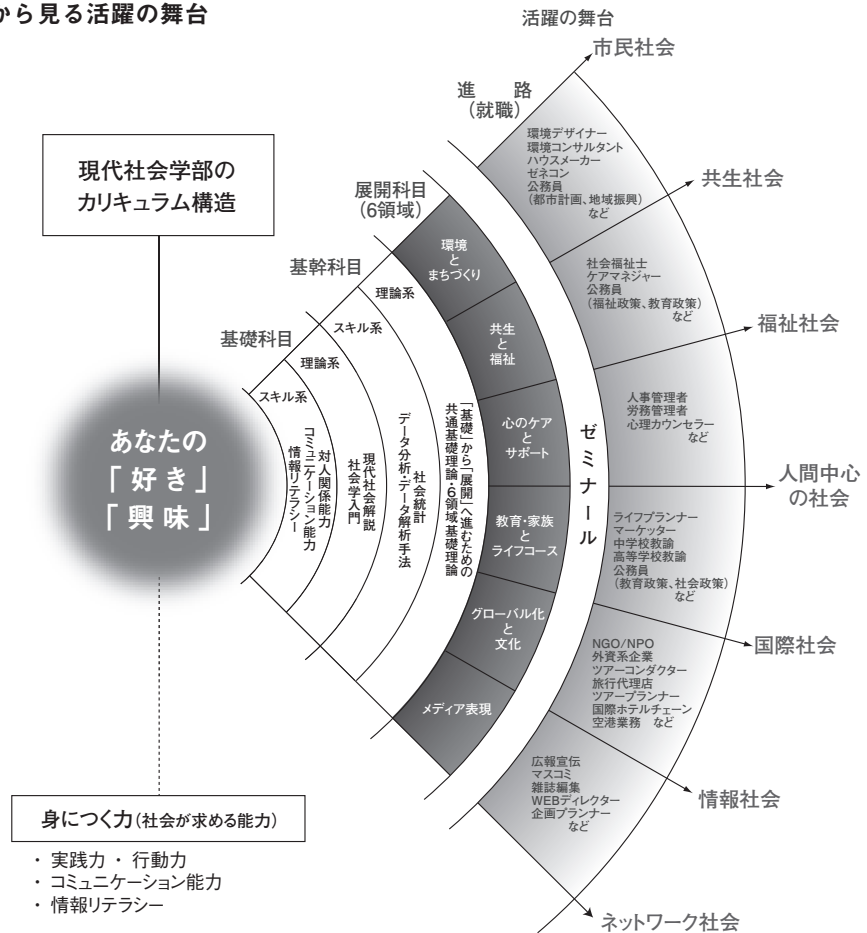 から見る活躍の舞台
現代社会学部の
カリキュラム構造
あなたの
「好き」
「興味」
身につく力(社会が求める能力)
・ 実践力 ・ 行動力
・ コミュニケーション能力
・ 情報リテラシー
基礎科目
スキル系
情報リテラシー
コミュニケーション能力
対人関係能力
理論系
社会学入門
現代社会解説
基幹科目
スキル系
データ分析・データ解析手法
社会統計
理論系
「基礎」から「展開」へ進むための
共通基礎理論・6領域基礎理論
展開科目
(6領域)
環境
と
まちづくり
共生
と
福祉
心のケア
と
サポート
教育・家族
と
ライフコース
グローバル化
と
文化
メディア表現
ゼミナール
進 路
(就職)
環境デザイナー
環境コンサルタント
ハウスメーカー
ゼネコン
公務員
(都市計画、地域振興)
など
社会福祉士
ケアマネジャー
公務員
(福祉政策、教育政策)
など
人事管理者
労務管理者
心理カウンセラー
など
ライフプランナー
マーケッター
中学校教諭
高等学校教諭
公務員
(教育政策、社会政策)
など
NGO/NPO
外資系企業
ツアーコンダクター
旅行代理店
ツアープランナー
国際ホテルチェーン
空港業務 など
広報宣伝
マスコミ
雑誌編集
WEBディレクター
企画プランナー
など
活躍の舞台
市民社会
共生社会
福祉社会
人間中心
の社会
国際社会
情報社会
ネットワーク社会